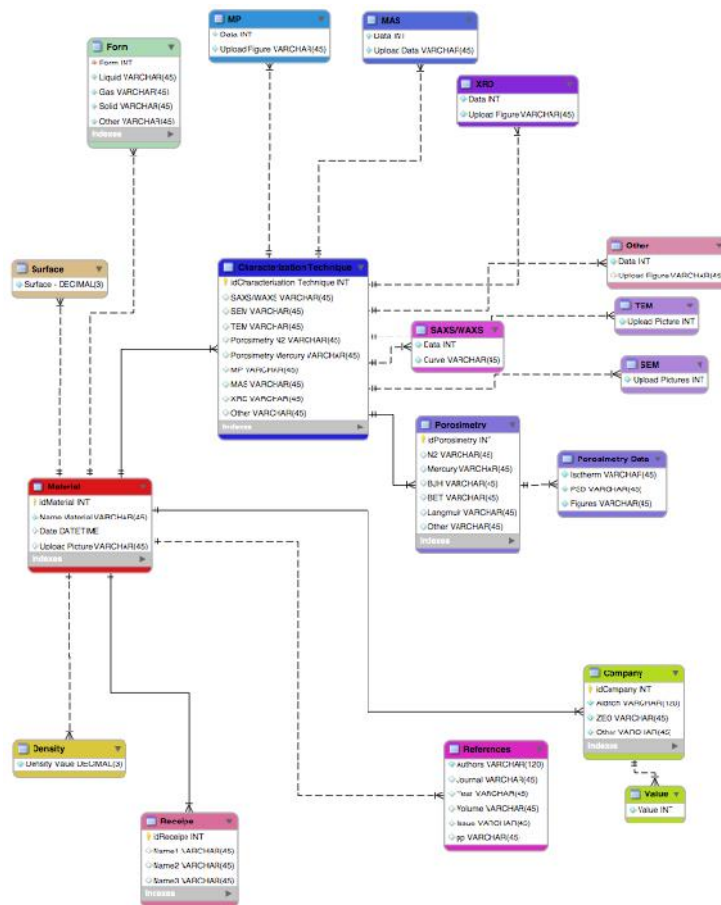 MP
Data INT
Upload Figure VARCHAR(45)
MAS
Data INT
Upload Data VARCHAR(45)
Form
Form INT
Liquid VARCHAR(45)
Gas VARCHAR(45)
Solid VARCHAR(45)
Other VARCHAR(45)
Indexes
XRD
Data INT
Upload Figure VARCHAR(45)
Surface
Surface - DECIMAL(3)
Characterization Technique
idCharacterization Technique INT
SAXS/WAXS VARCHAR(45)
SEM VARCHAR(45)
TEM VARCHAR(45)
Porosimetry N2 VARCHAR(45)
Porosimetry Mercury VARCHAR(45)
MP VARCHAR(45)
MAS VARCHAR(45)
XRD VARCHAR(45)
Other VARCHAR(45)
Indexes
Other
Data INT
Upload Figure VARCHAR(45)
TEM
Upload Picture INT
SAXS/WAXS
Data INT
Curve VARCHAR(45)
SEM
Upload Pictures INT
Porosimetry
idPorosimetry INT
N2 VARCHAR(45)
Mercury VARCHAR(45)
BJH VARCHAR(45)
BET VARCHAR(45)
Langmuir VARCHAR(45)
Other VARCHAR(45)
Indexes
Porosimetry Data
Isotherm VARCHAR(45)
PSD VARCHAR(45)
Figures VARCHAR(45)
Material
idMaterial INT
Name Material VARCHAR(45)
Date DATETIME
Upload Picture VARCHAR(45)
Indexes
Company
idCompany INT
Aldrich VARCHAR(120)
ZEO VARCHAR(45)
Other VARCHAR(45)
Indexes
Value
Value INT
Density
Density Value DECIMAL(3)
References
Authors VARCHAR(120)
Journal VARCHAR(45)
Year VARCHAR(45)
Volume VARCHAR(45)
Issue VARCHAR(45)
pp VARCHAR(45)
Receipe
idReceipe INT
Name1 VARCHAR(45)
Name2 VARCHAR(45)
Name3 VARCHAR(45)
Indexes